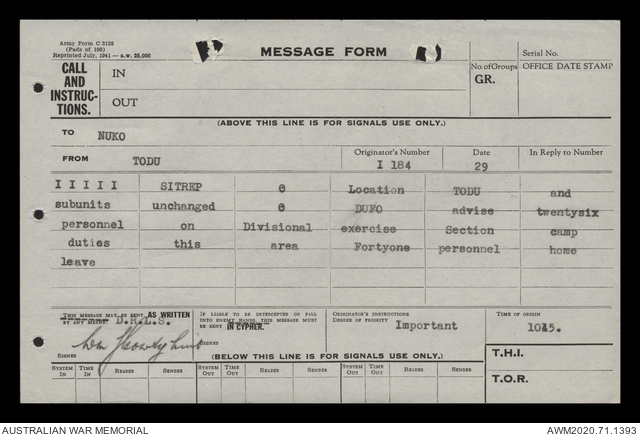 Army Form C.2128
(Pads of 100)
Reprinted July, 1941—s.w. 25,000
MESSAGE FORM
Serial No.
CALL AND INSTRUCTIONS.
IN
OUT
No. of Groups
GR.
OFFICE DATE STAMP
(ABOVE THIS LINE IS FOR SIGNALS USE ONLY.)
TO NUKO
FROM TODU
Originator's Number
I 184
Date
29
In Reply to Number
I I I I I SITREP @ Location TODU and
subunits unchanged @ DUFO advise twentysix
personnel on Divisional exercise Section camp
duties this area Fortyone personnel home
leave
THIS MESSAGE MAY BE SENT AS WRITTEN
BY ANY MEANS. D.R.L.S.
SIGNED
IF LIABLE TO BE INTERCEPTED OR FALL
INTO ENEMY HANDS, THIS MESSAGE MUST
BE SENT IN CYPHER.
SIGNED
ORIGINATOR'S INSTRUCTIONS
DEGREE OF PRIORITY
Important
TIME OF ORIGIN
(BELOW THIS LINE IS FOR SIGNALS USE ONLY.)
T.H.I.
T.O.R.
SYSTEM IN TIME IN READER SENDER SYSTEM OUT TIME OUT READER SENDER SYSTEM OUT TIME OUT READER SENDER
AUSTRALIAN WAR MEMORIAL
AWM2020.71.1393